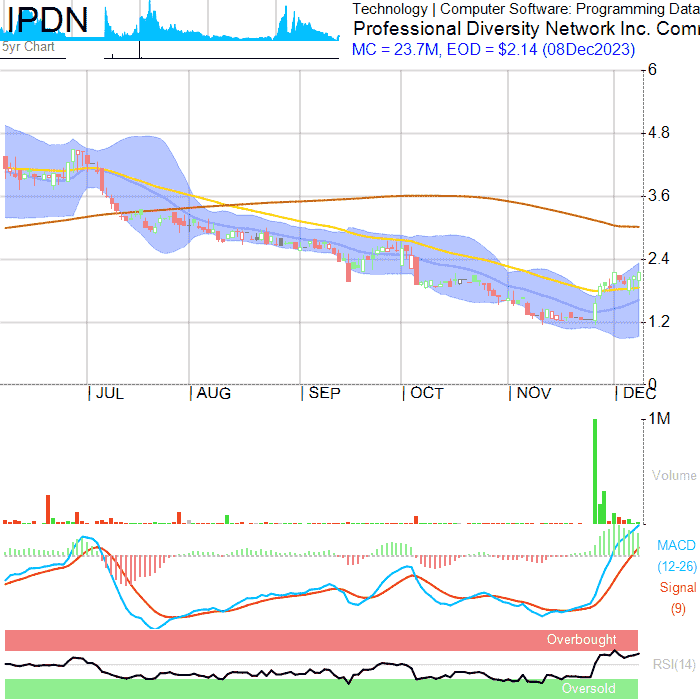 IPDN
5yr Chart
Technology | Computer Software: Programming Data
Professional Diversity Network Inc. Com
MC = 23.7M, EOD = $2.14 (08Dec2023)
6
4.8
3.6
2.4
1.2
0
JUL AUG SEP OCT NOV DEC
1M
Volume
MACD
(12-26)
Signal
(9)
Overbought
RSI(14)
Oversold